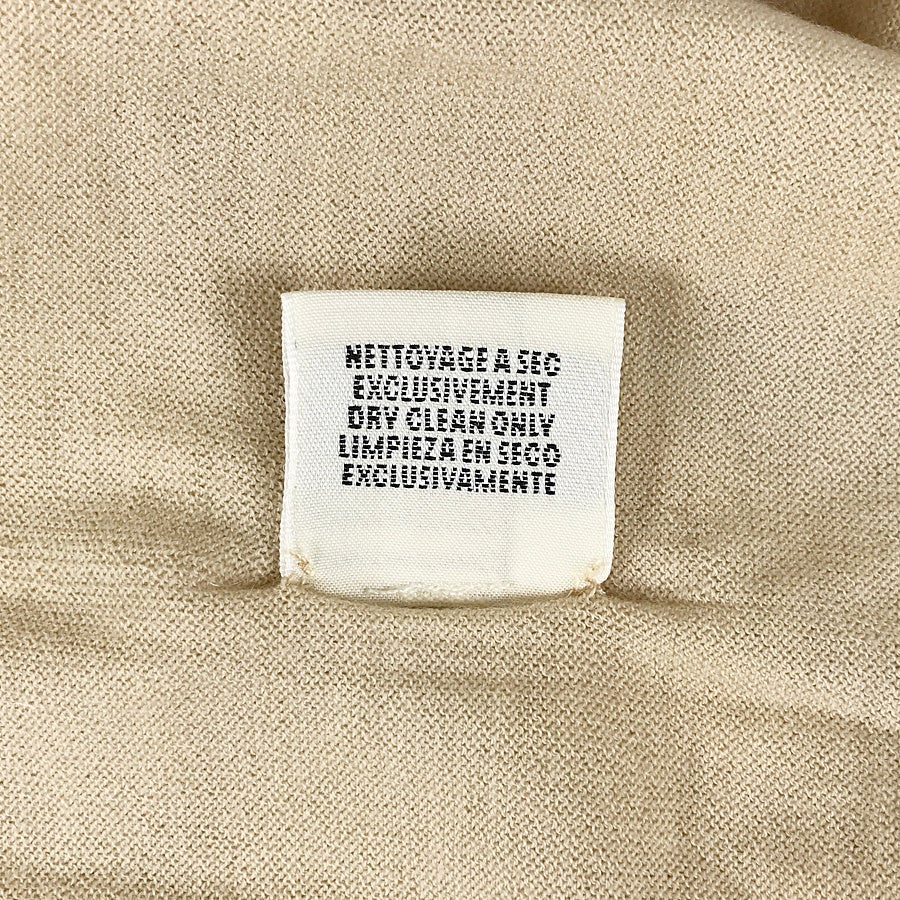 NETTOYAGE A SEC
EXCLUSIVEMENT
DRY CLEAN ONLY
LIMPIEZA EN SECO
EXCLUSIVAMENTE